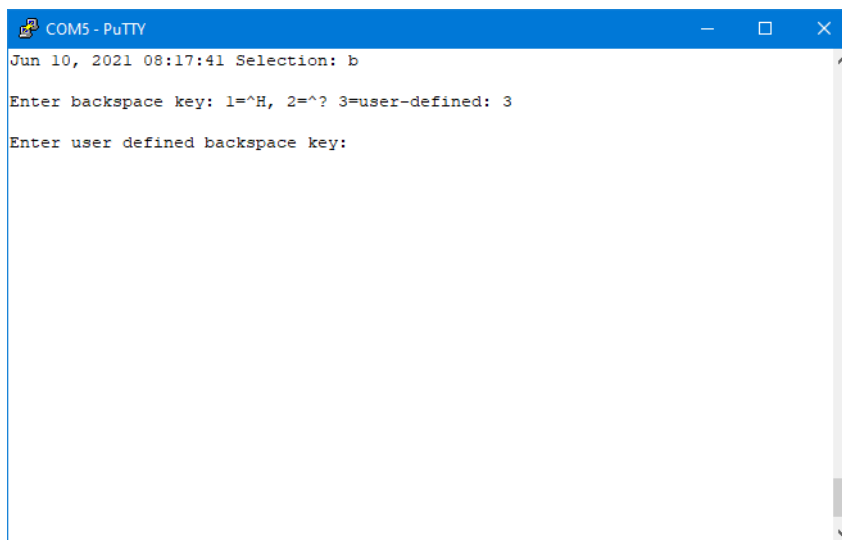 COM5 - PuTTY
Jun 10, 2021 08:17:41 Selection: b
Enter backspace key: 1=^H, 2=^? 3=user-defined: 3
Enter user defined backspace key: